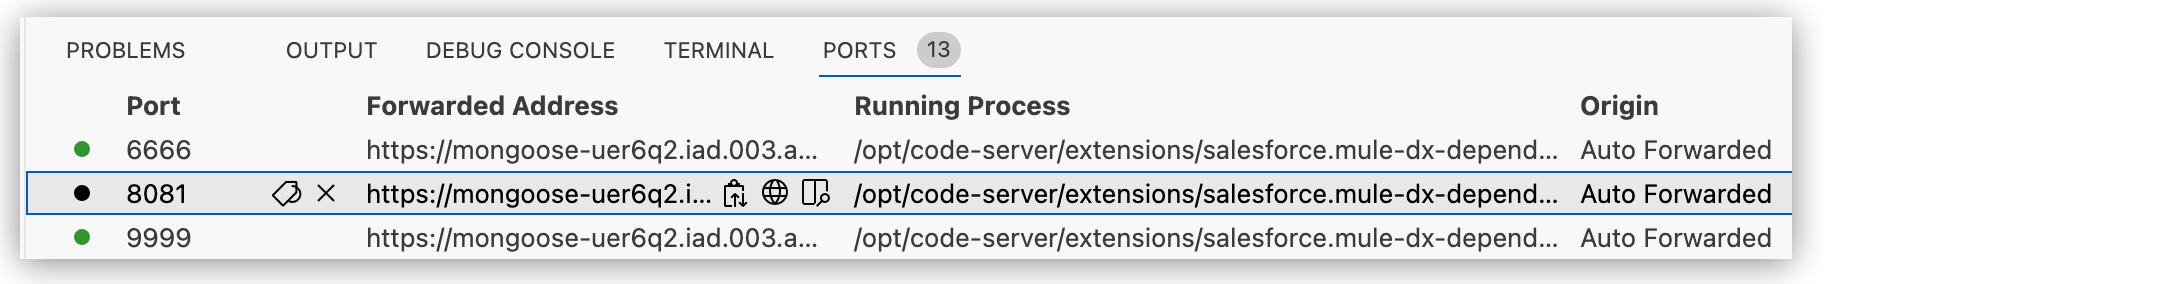 PROBLEMS OUTPUT DEBUG CONSOLE TERMINAL PORTS 13
Port Forwarded Address Running Process Origin
6666 https://mongoose-uer6q2.iad.003.a... /opt/code-server/extensions/salesforce.mule-dx-depend... Auto Forwarded
8081 https://mongoose-uer6q2.i... /opt/code-server/extensions/salesforce.mule-dx-depend... Auto Forwarded
9999 https://mongoose-uer6q2.iad.003.a... /opt/code-server/extensions/salesforce.mule-dx-depend... Auto Forwarded